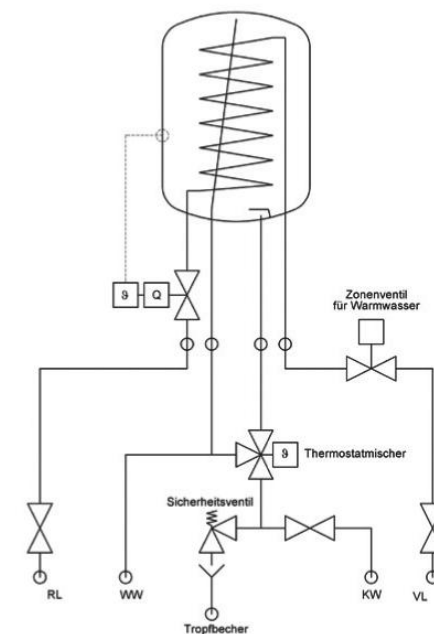 ϑ Q
Zonenventil
für Warmwasser
ϑ Thermostatmischer
Sicherheitsventil
RL
WW
KW
VL
Tropfbecher